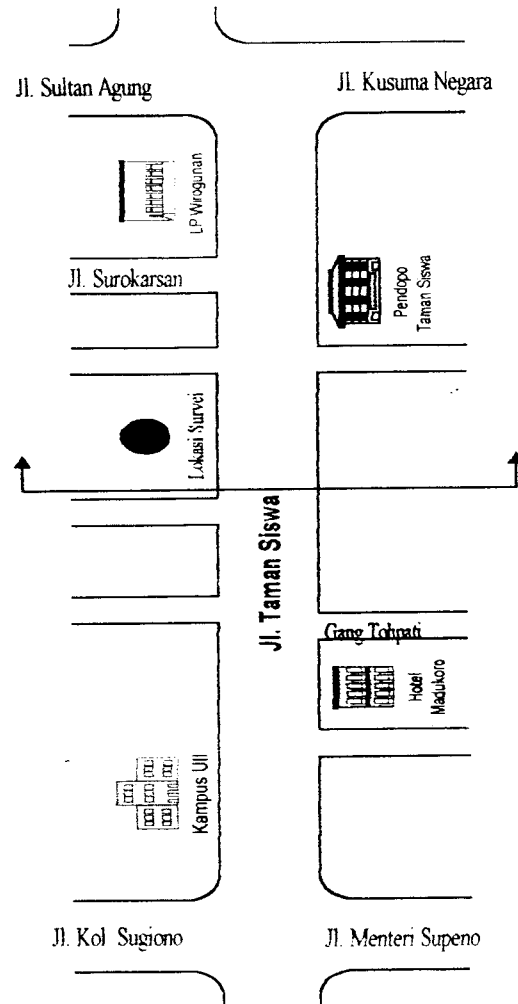 Jl. Sultan Agung
Jl. Kusuma Negara
LP Wirogunan
Jl. Surokarsan
Pendopo
Taman Siswa
Lokasi Survei
Jl. Taman Siswa
Gang Tohpati
Hotel
Madukoro
Kampus UII
Jl. Kol Sugiono
Jl. Menteri Supeno